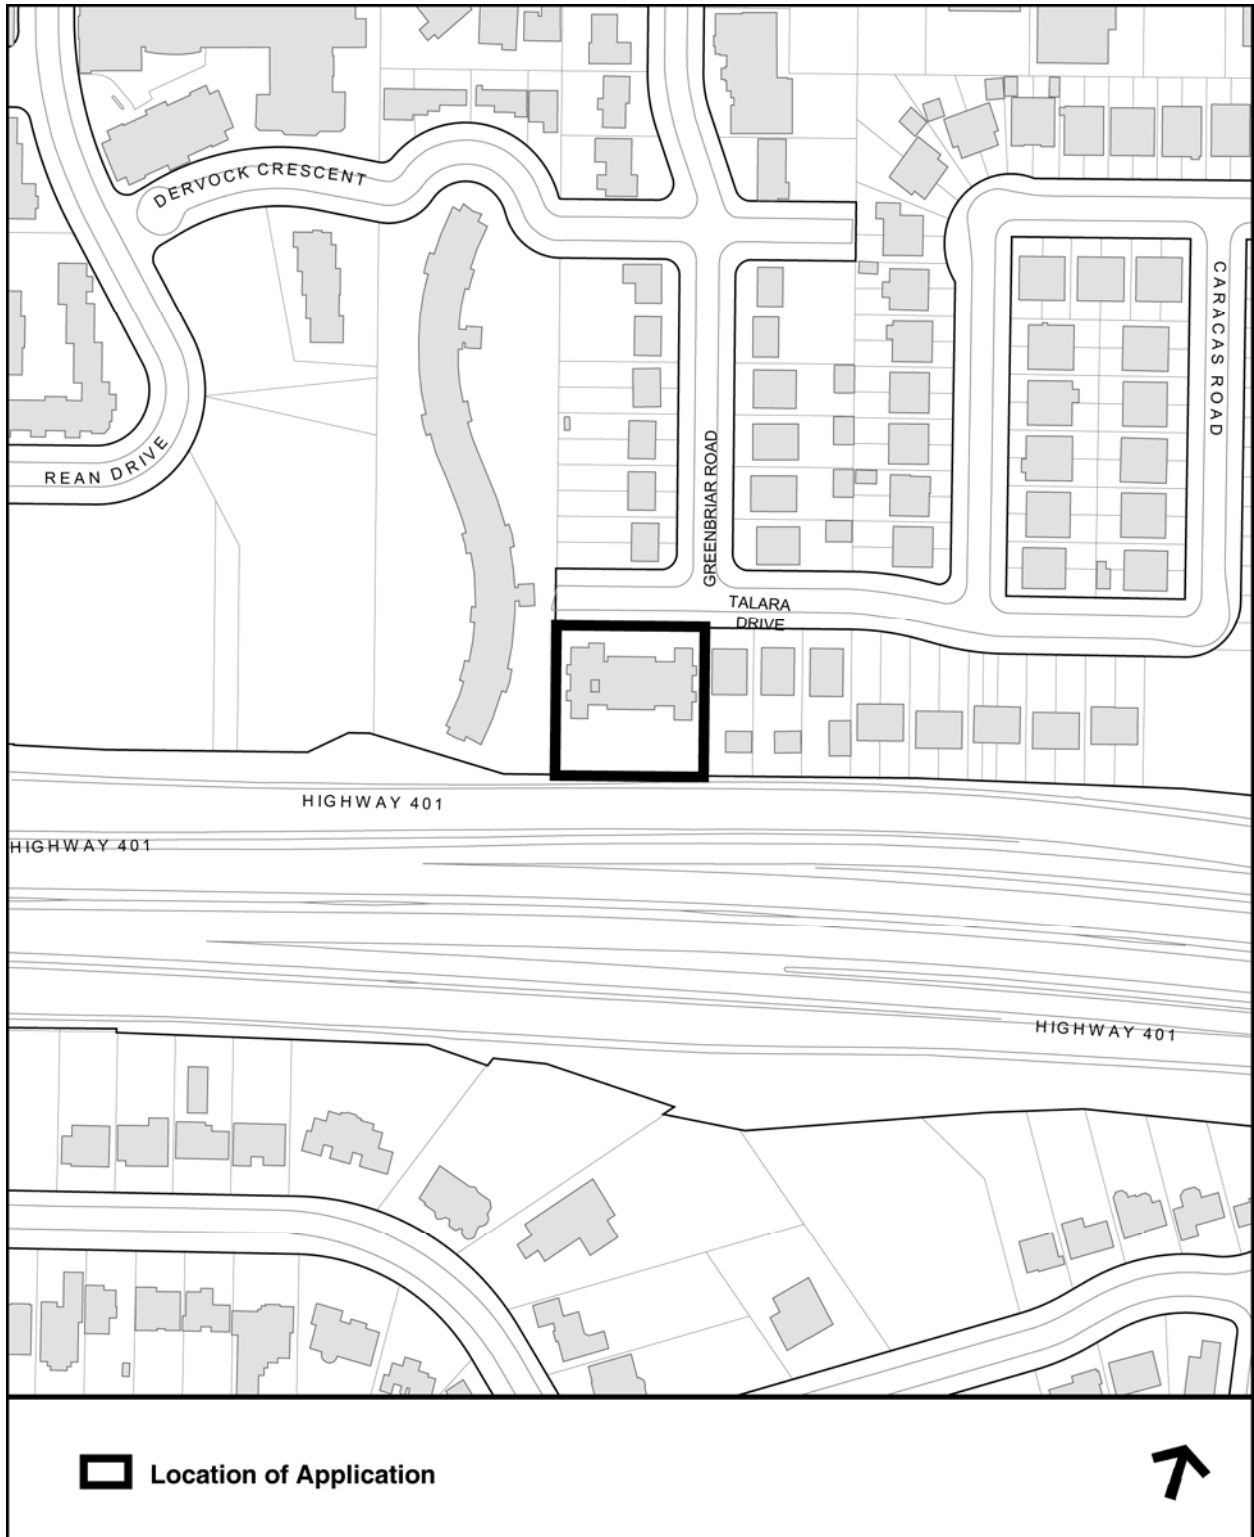 DERVOCK CRESCENT
CARACAS ROAD
REAN DRIVE
GREENBRIAR ROAD
TALARA
DRIVE
HIGHWAY 401
HIGHWAY 401
HIGHWAY 401
Location of Application